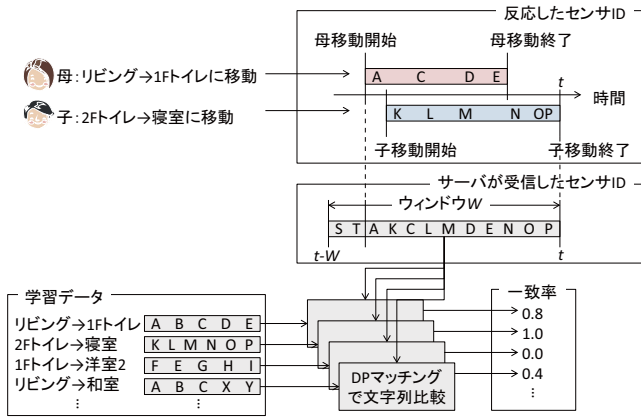 反応したセンサID
母移動開始
母移動終了
母:リビング→1Fトイレに移動
A C D E
t
時間
子:2Fトイレ→寝室に移動
K L M N OP
子移動開始
子移動終了
サーバが受信したセンサID
ウィンドウW
S T A K C L M D E N O P
t-W
t
学習データ
一致率
リビング→1Fトイレ
A B C D E
0.8
2Fトイレ→寝室
K L M N O P
1.0
1Fトイレ→洋室2
F E G H I
0.0
リビング→和室
A B C X Y
0.4
DPマッチング
で文字列比較
⋮
⋮
⋮